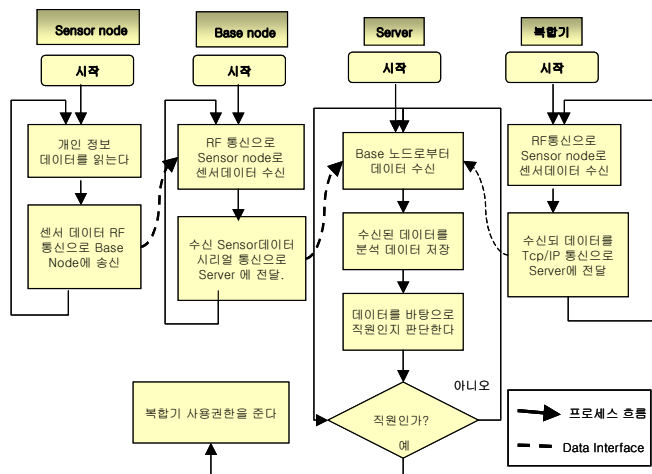 Sensor node
Base node
Server
복합기
시작
시작
시작
시작
개인 정보
데이터를 읽는다
센서 데이터 RF
통신으로 Base
Node에 송신
RF 통신으로
Sensor node로
센서데이터 수신
수신 Sensor데이터
시리얼 통신으로
Server 에 전달.
Base 노드로부터
데이터 수신
수신된 데이터를
분석 데이터 저장
데이터를 바탕으로
직원인지 판단한다
직원인가?
예
아니오
RF통신으로
Sensor node로
센서데이터 수신
수신되 데이터를
Tcp/IP 통신으로
Server에 전달
복합기 사용권한을 준다
프로세스 흐름
Data Interface